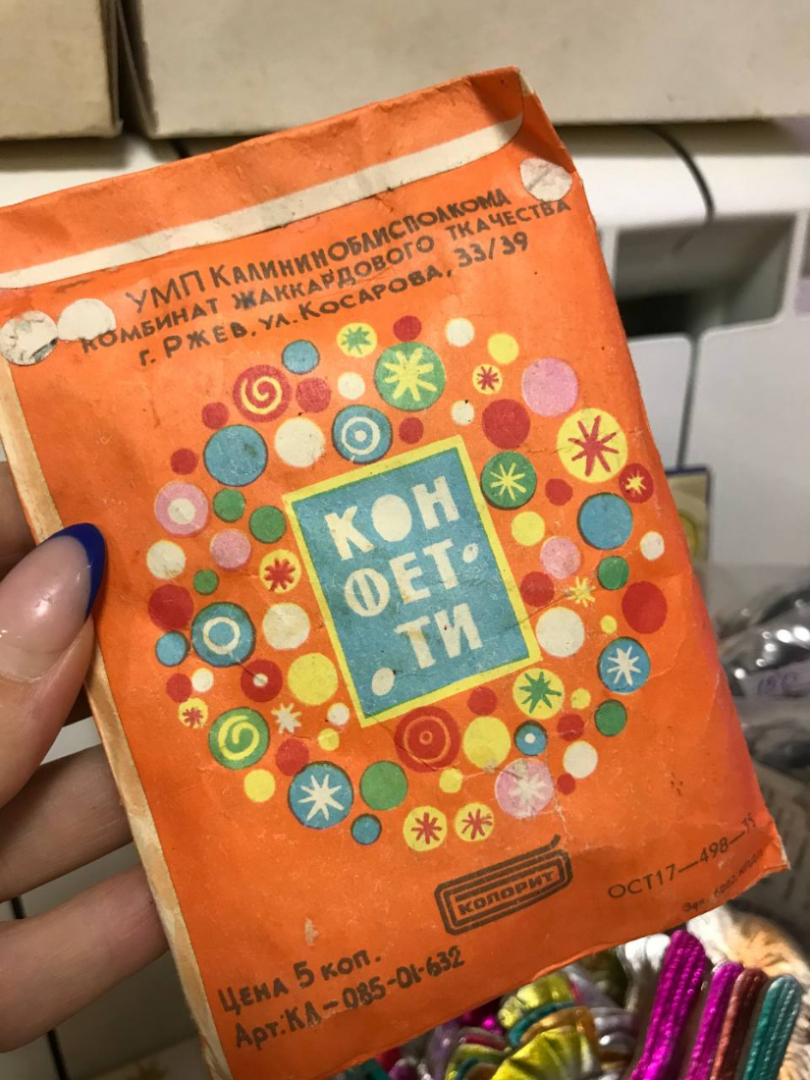 УМП КАЛИНИНОБЛИСПОЛКОМА
КОМБИНАТ ЖАККАРДОВОГО ТКАЧЕСТВА
Г. РЖЕВ, УЛ. КОСАРОВА, 33/39
КОН
ФЕТ-
ТИ
КОЛОРИТ
ОСТ17-498-75
ЦЕНА 5 КОП.
АРТ: КЛ-085-01-632